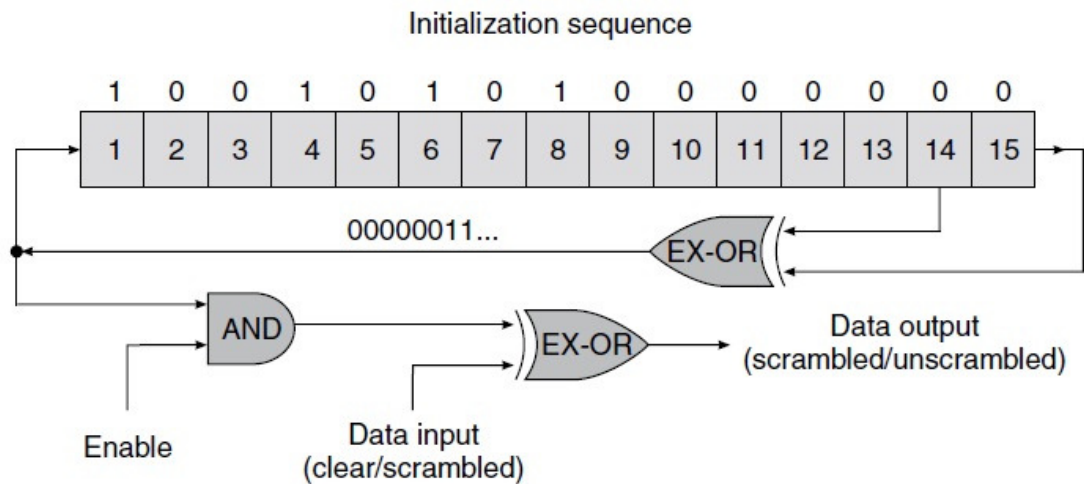 Initialization sequence
1 0 0 1 0 1 0 1 0 0 0 0 0 0 0
1 2 3 4 5 6 7 8 9 10 11 12 13 14 15
00000011...
EX-OR
AND
EX-OR
Data output
(scrambled/unscrambled)
Enable
Data input
(clear/scrambled)